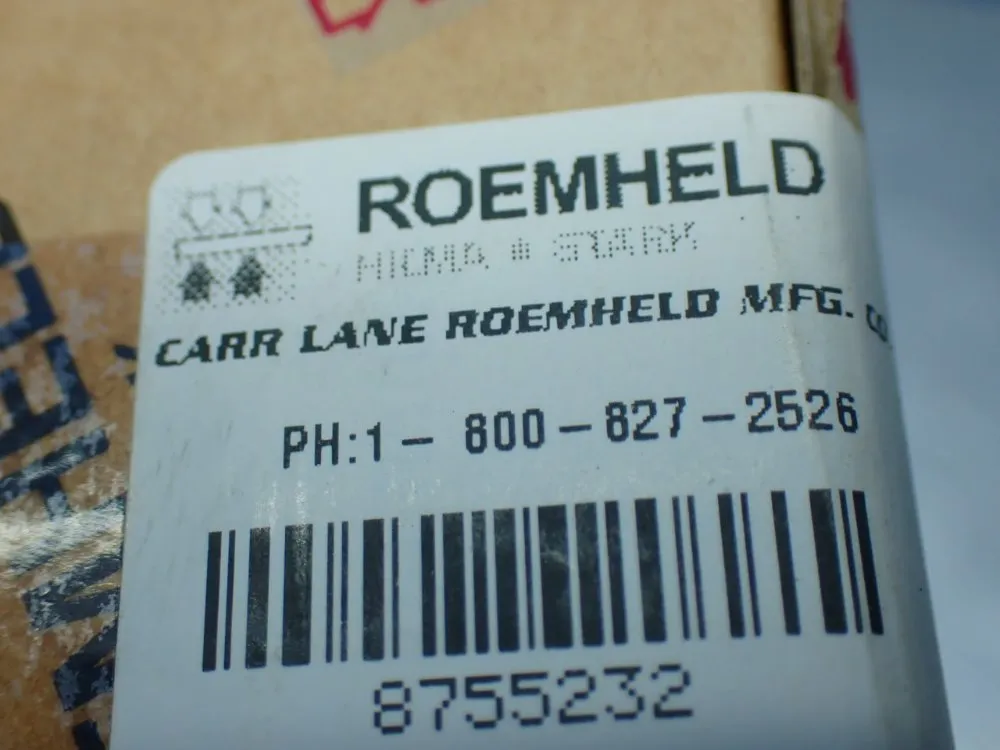 ROEMHELD
HILMA • STARK
CARR LANE ROEMHELD MFG. CO
PH:1 - 800 - 827 - 2526
8755232